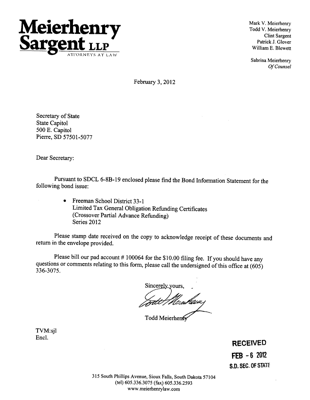 Meierhenry
Sargent LLP
ATTORNEYS AT LAW
Mark V. Meierhenry
Todd V. Meierhenry
Clint Sargent
Patrick J. Glover
William E. Blewett
Sabrina Meierhenry
Of Counsel
February 3, 2012
Secretary of State
State Capitol
500 E. Capitol
Pierre, SD 57501-5077
Dear Secretary:
Pursuant to SDCL 6-8B-19 enclosed please find the Bond Information Statement for the
following bond issue:
• Freeman School District 33-1
Limited Tax General Obligation Refunding Certificates
(Crossover Partial Advance Refunding)
Series 2012
Please stamp date received on the copy to acknowledge receipt of these documents and
return in the envelope provided.
Please bill our pad account # 100064 for the $10.00 filing fee. If you should have any
questions or comments relating to this form, please call the undersigned of this office at (605)
336-3075.
Sincerely yours,
Todd Meierhenry
TVM:sjl
Encl.
RECEIVED
FEB - 6 2012
S.D. SEC. OF STATE
315 South Phillips Avenue, Sioux Falls, South Dakota 57104
(tel) 605.336.3075 (fax) 605.336.2593
www.meierhenrylaw.com